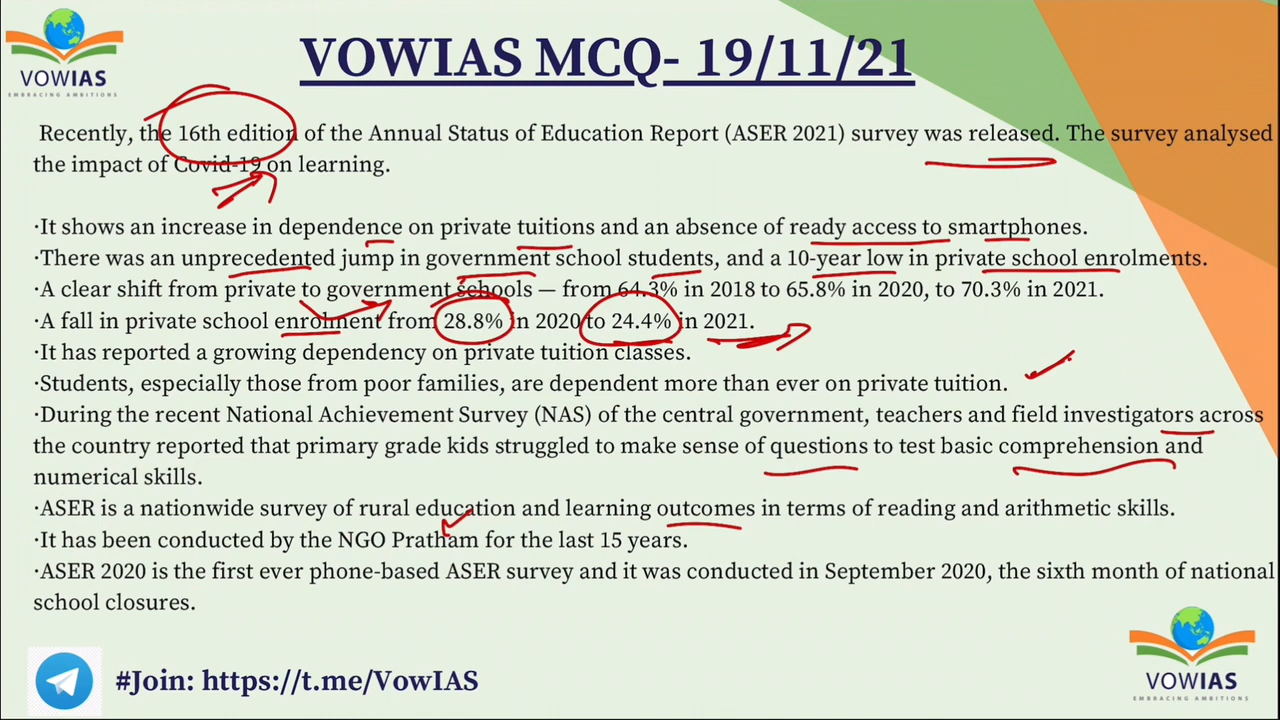 VOWIAS
EMBRACING AMBITIONS
VOWIAS MCQ- 19/11/21
Recently, the 16th edition of the Annual Status of Education Report (ASER 2021) survey was released. The survey analysed
the impact of Covid-19 on learning.
·It shows an increase in dependence on private tuitions and an absence of ready access to smartphones.
·There was an unprecedented jump in government school students, and a 10-year low in private school enrolments.
·A clear shift from private to government schools — from 64.3% in 2018 to 65.8% in 2020, to 70.3% in 2021.
·A fall in private school enrolment from 28.8% in 2020 to 24.4% in 2021.
·It has reported a growing dependency on private tuition classes.
·Students, especially those from poor families, are dependent more than ever on private tuition.
·During the recent National Achievement Survey (NAS) of the central government, teachers and field investigators across
the country reported that primary grade kids struggled to make sense of questions to test basic comprehension and
numerical skills.
·ASER is a nationwide survey of rural education and learning outcomes in terms of reading and arithmetic skills.
·It has been conducted by the NGO Pratham for the last 15 years.
·ASER 2020 is the first ever phone-based ASER survey and it was conducted in September 2020, the sixth month of national
school closures.
#Join: https://t.me/VowIAS
VOWIAS
EMBRACING AMBITIONS